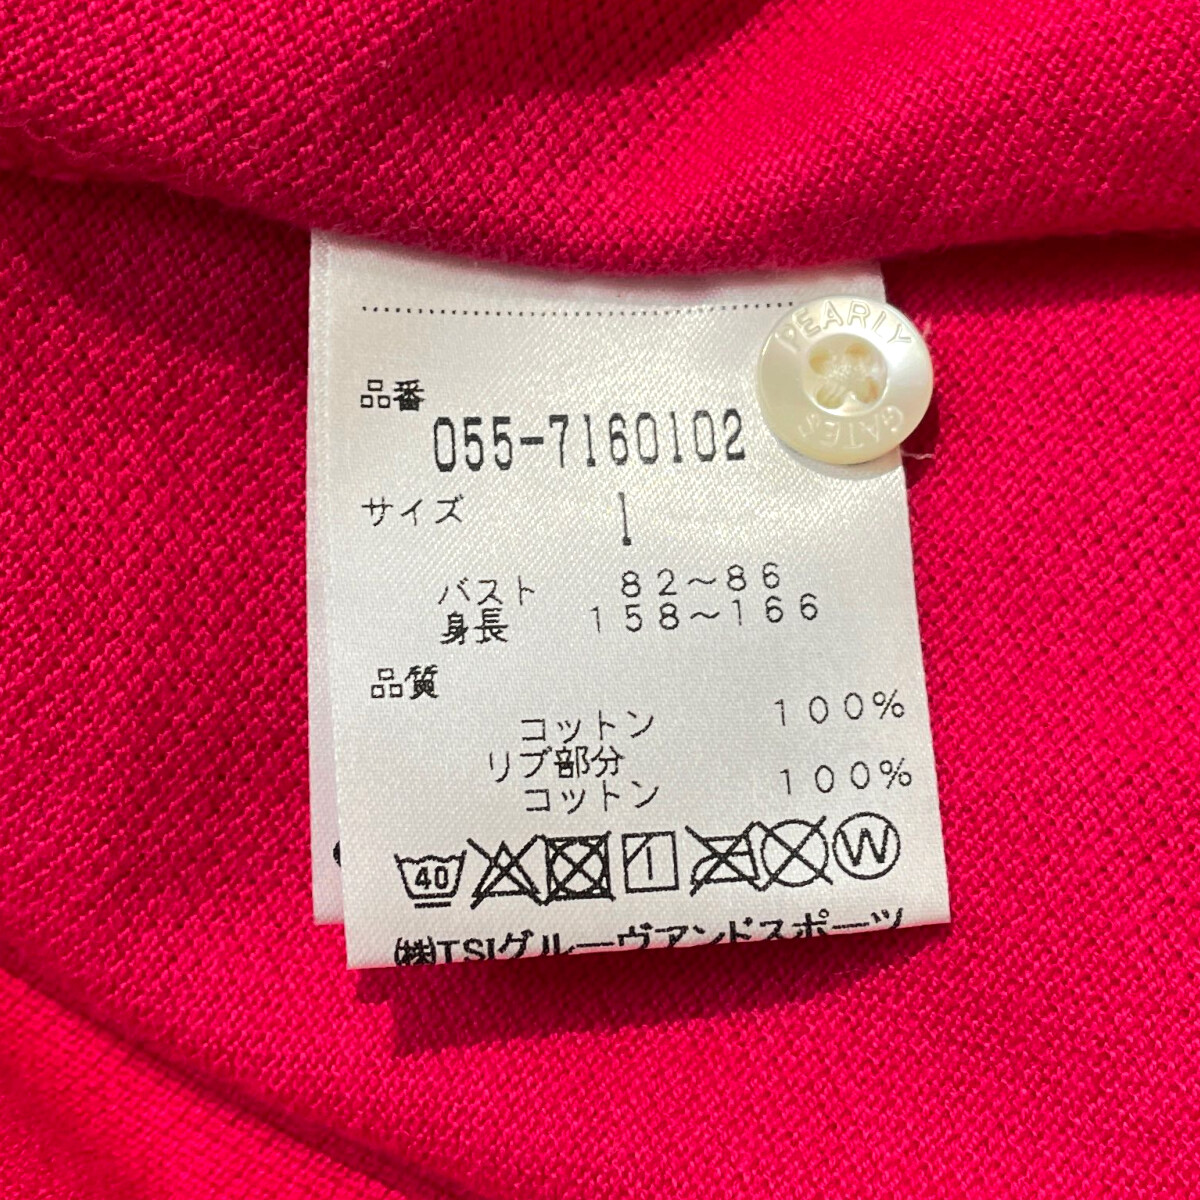 PEARLY
GATES
品番
055-7160102
サイズ 1
バスト 82～86
身長 158～166
品質
コットン 100%
リブ部分
コットン 100%
40 W
㈱TSIグルーヴアンドスポーツ